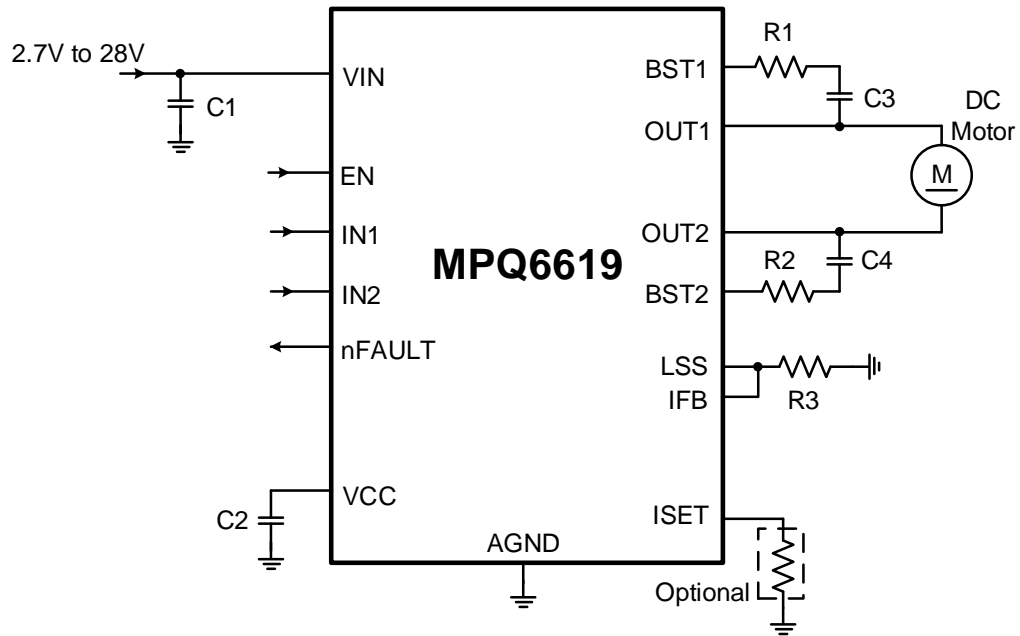 2.7V to 28V
C1
VIN
EN
IN1
IN2
nFAULT
C2
VCC
MPQ6619
AGND
BST1
R1
C3
OUT1
DC
Motor
M
OUT2
C4
R2
BST2
LSS
IFB
R3
ISET
Optional